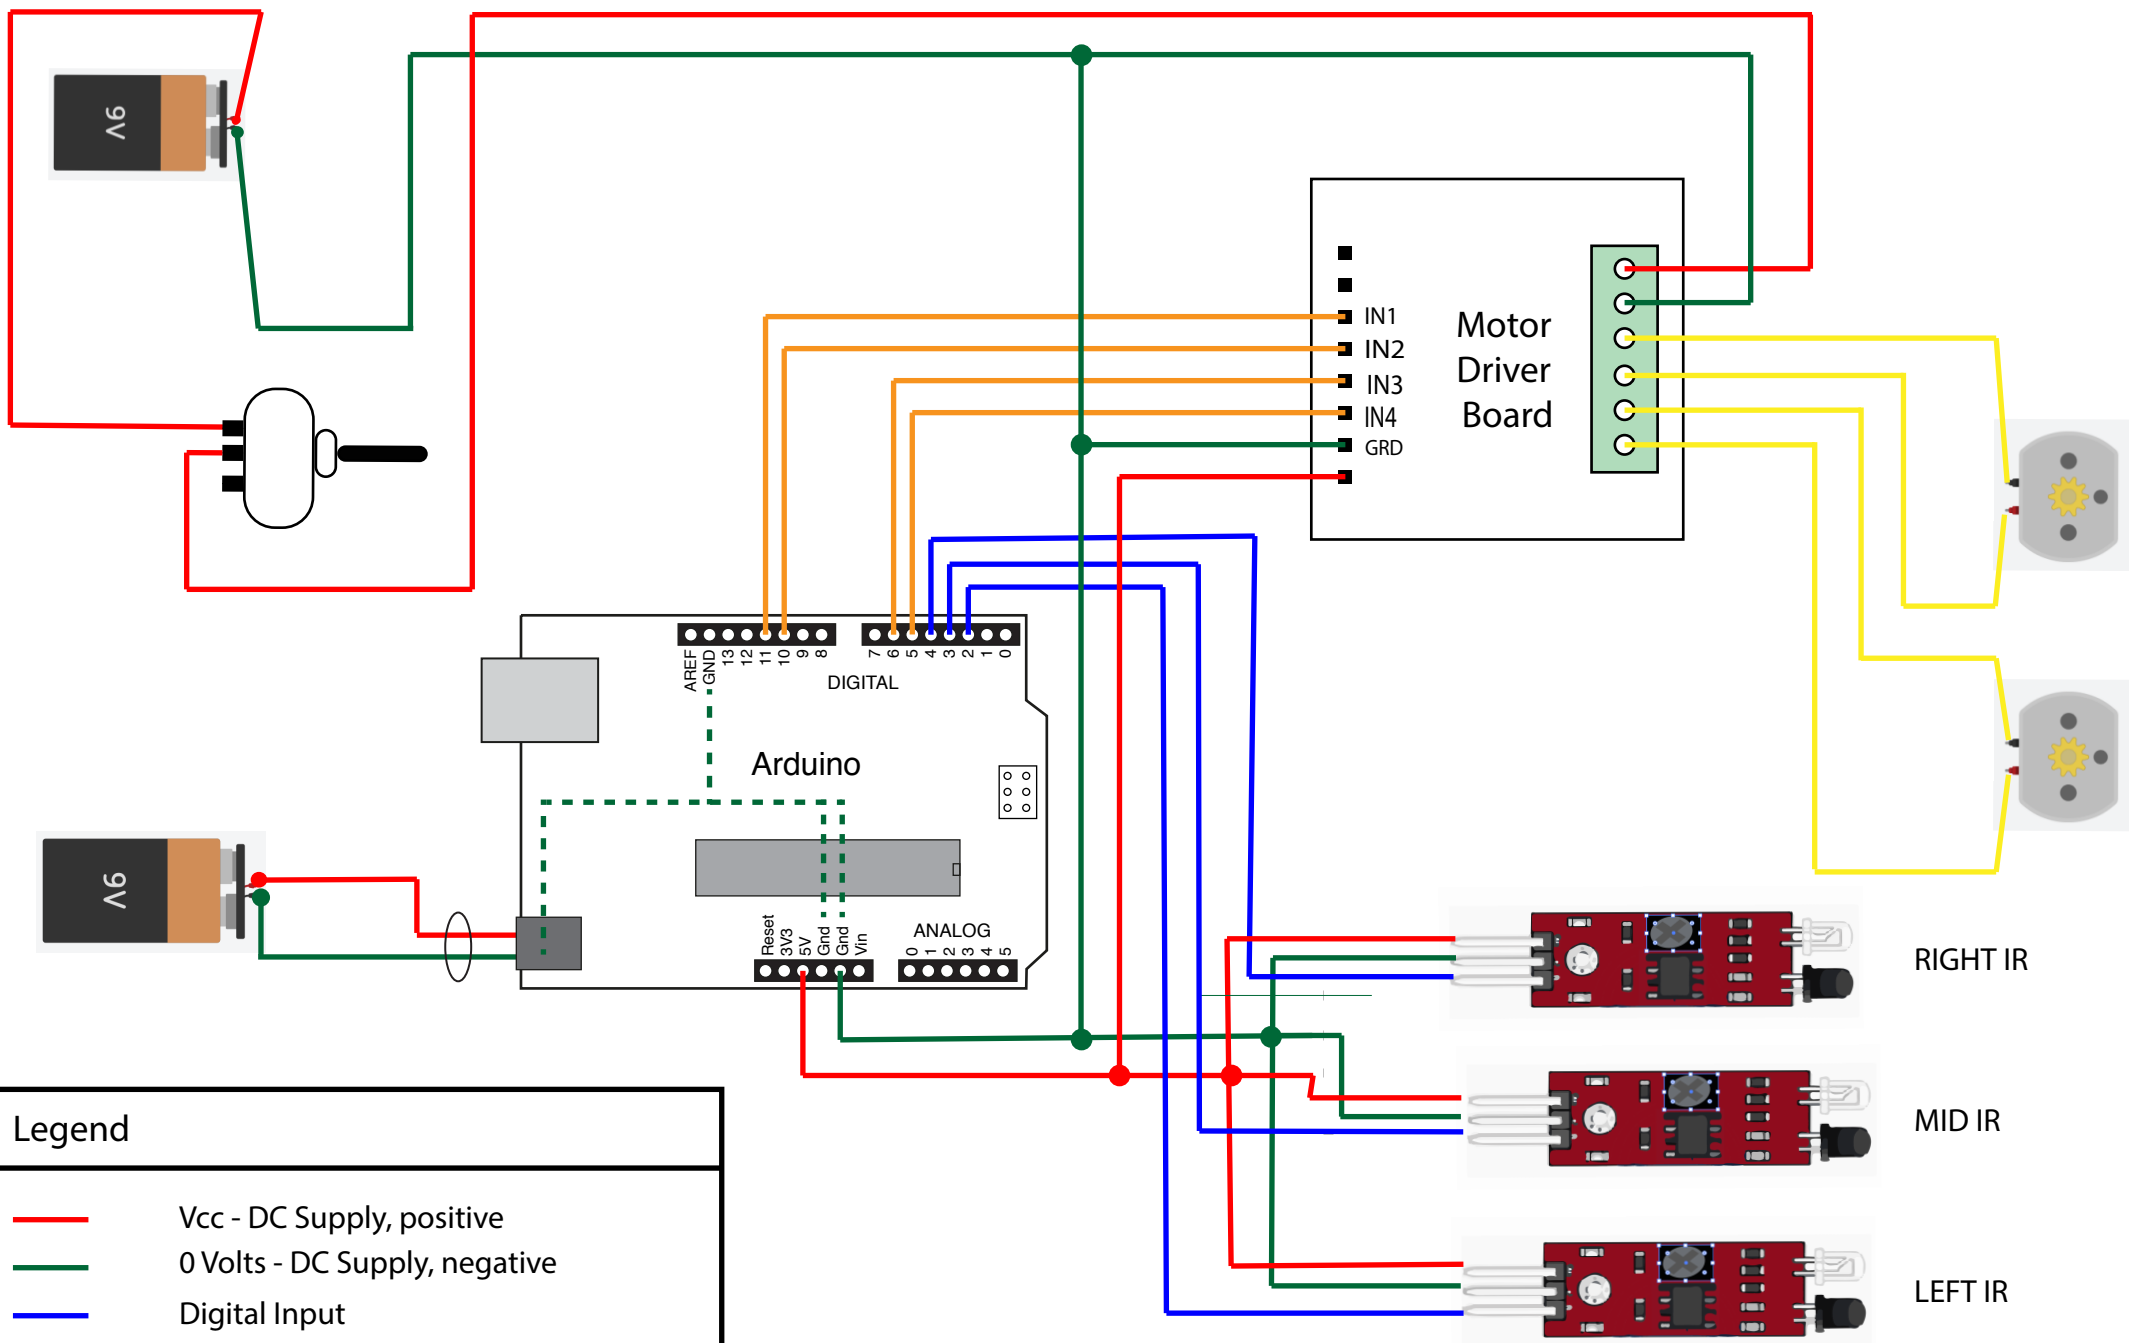 9V
IN1
IN2
IN3
IN4
GRD
Motor
Driver
Board
AREF
GND
13
12
11
10
9
8
7
6
5
4
3
2
1
0
DIGITAL
Arduino
9V
Reset
3V3
5V
Gnd
Gnd
Vin
ANALOG
0
1
2
3
4
5
RIGHT IR
MID IR
LEFT IR
Legend
Vcc - DC Supply, positive
0 Volts - DC Supply, negative
Digital Input